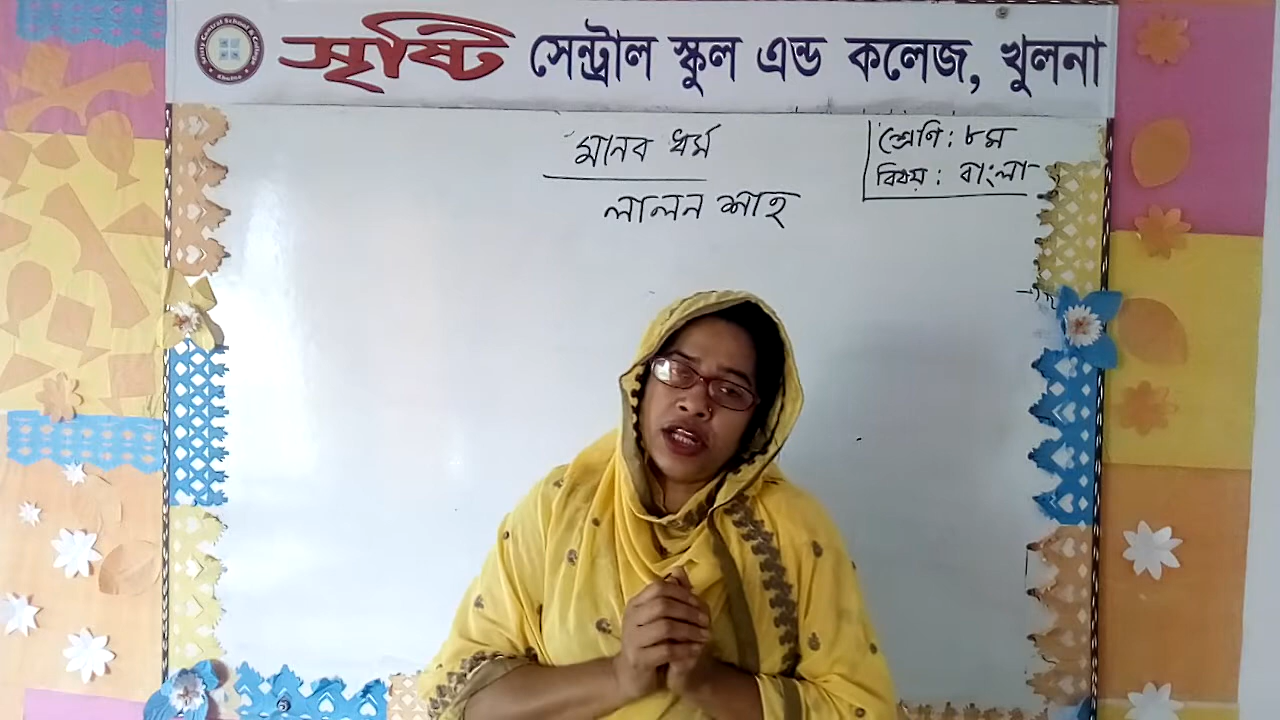 সৃষ্টি সেন্ট্রাল স্কুল এন্ড কলেজ, খুলনা
মানব ধর্ম
লালন শাহ
শ্রেণি : ৮ম
বিষয় : বাংলা